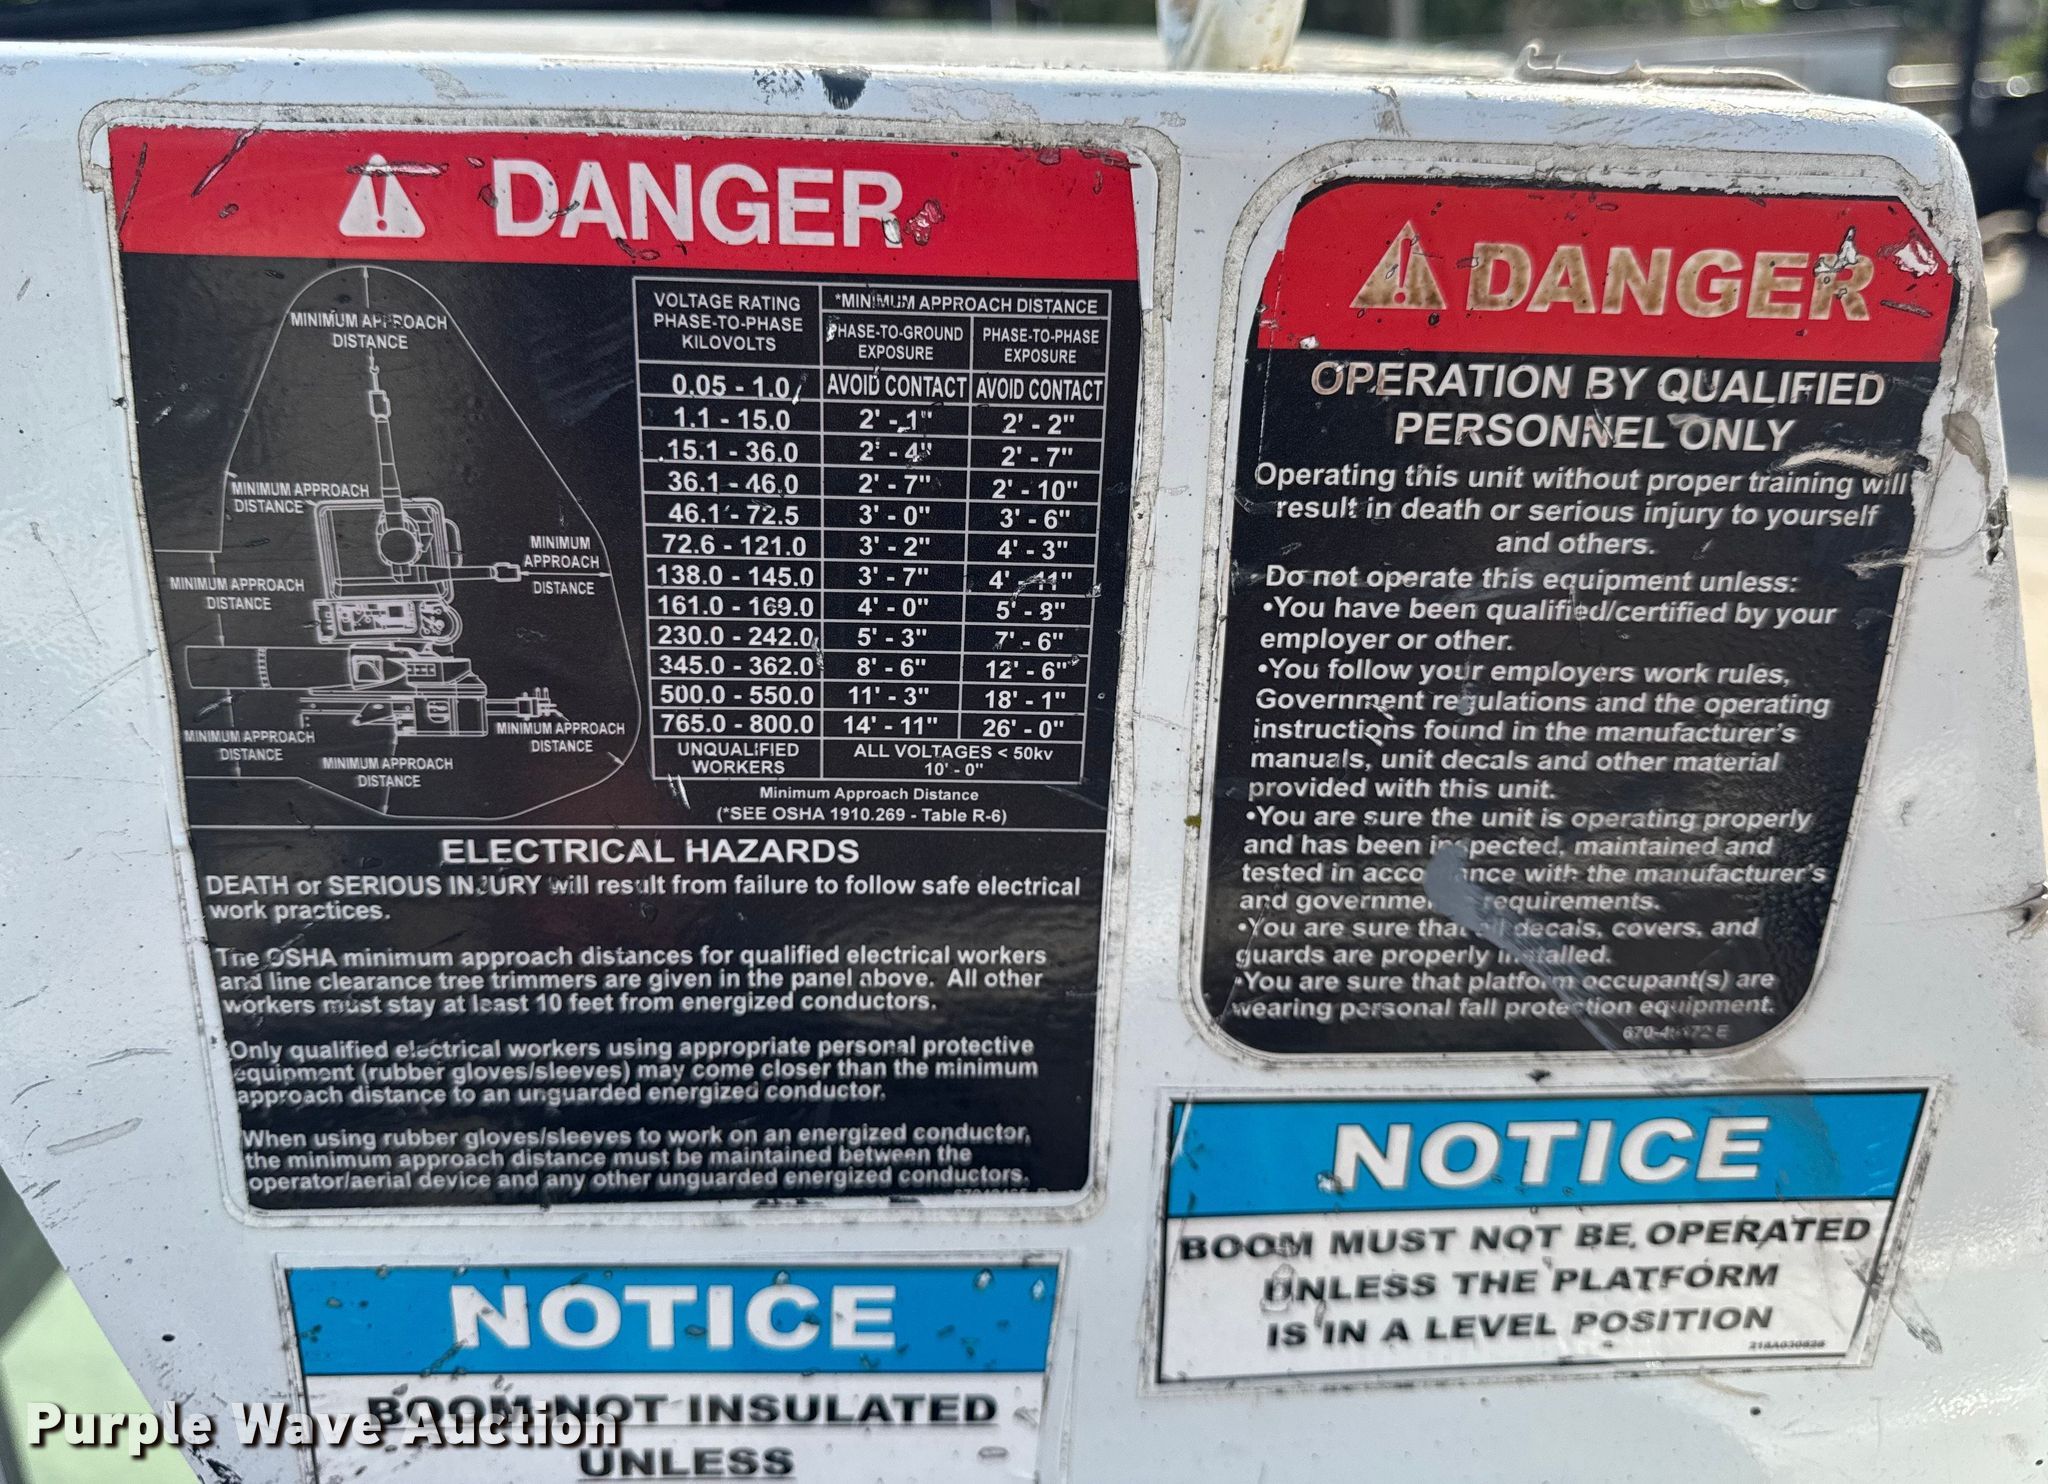 DANGER
MINIMUM APPROACH
DISTANCE
MINIMUM APPROACH
DISTANCE
MINIMUM
APPROACH
DISTANCE
MINIMUM APPROACH
DISTANCE
MINIMUM APPROACH
DISTANCE
MINIMUM APPROACH
DISTANCE
MINIMUM APPROACH
DISTANCE
VOLTAGE RATING
PHASE-TO-PHASE
KILOVOLTS
*MINIMUM APPROACH DISTANCE
PHASE-TO-GROUND
EXPOSURE
PHASE-TO-PHASE
EXPOSURE
0.05 - 1.0 AVOID CONTACT AVOID CONTACT
1.1 - 15.0 2' - 1" 2' - 2"
15.1 - 36.0 2' - 4" 2' - 7"
36.1 - 46.0 2' - 7" 2' - 10"
46.1 - 72.5 3' - 0" 3' - 6"
72.6 - 121.0 3' - 2" 4' - 3"
138.0 - 145.0 3' - 7" 4' - 11"
161.0 - 169.0 4' - 0" 5' - 8"
230.0 - 242.0 5' - 3" 7' - 6"
345.0 - 362.0 8' - 6" 12' - 6"
500.0 - 550.0 11' - 3" 18' - 1"
765.0 - 800.0 14' - 11" 26' - 0"
UNQUALIFIED
WORKERS
ALL VOLTAGES < 50kv
10' - 0"
Minimum Approach Distance
(*SEE OSHA 1910.269 - Table R-6)
ELECTRICAL HAZARDS
DEATH or SERIOUS INJURY will result from failure to follow safe electrical
work practices.
The OSHA minimum approach distances for qualified electrical workers
and line clearance tree trimmers are given in the panel above. All other
workers must stay at least 10 feet from energized conductors.
Only qualified electrical workers using appropriate personal protective
equipment (rubber gloves/sleeves) may come closer than the minimum
approach distance to an unguarded energized conductor.
When using rubber gloves/sleeves to work on an energized conductor,
the minimum approach distance must be maintained between the
operator/aerial device and any other unguarded energized conductors.
DANGER
OPERATION BY QUALIFIED
PERSONNEL ONLY
Operating this unit without proper training will
result in death or serious injury to yourself
and others.
Do not operate this equipment unless:
•You have been qualified/certified by your
employer or other.
•You follow your employers work rules,
Government regulations and the operating
instructions found in the manufacturer's
manuals, unit decals and other material
provided with this unit.
•You are sure the unit is operating properly
and has been inspected, maintained and
tested in accordance with the manufacturer's
and government requirements.
•You are sure that all decals, covers, and
guards are properly installed.
•You are sure that platform occupant(s) are
wearing personal fall protection equipment.
NOTICE
BOOM MUST NOT BE OPERATED
UNLESS THE PLATFORM
IS IN A LEVEL POSITION
NOTICE
BOOM NOT INSULATED
UNLESS
Purple Wave Auction